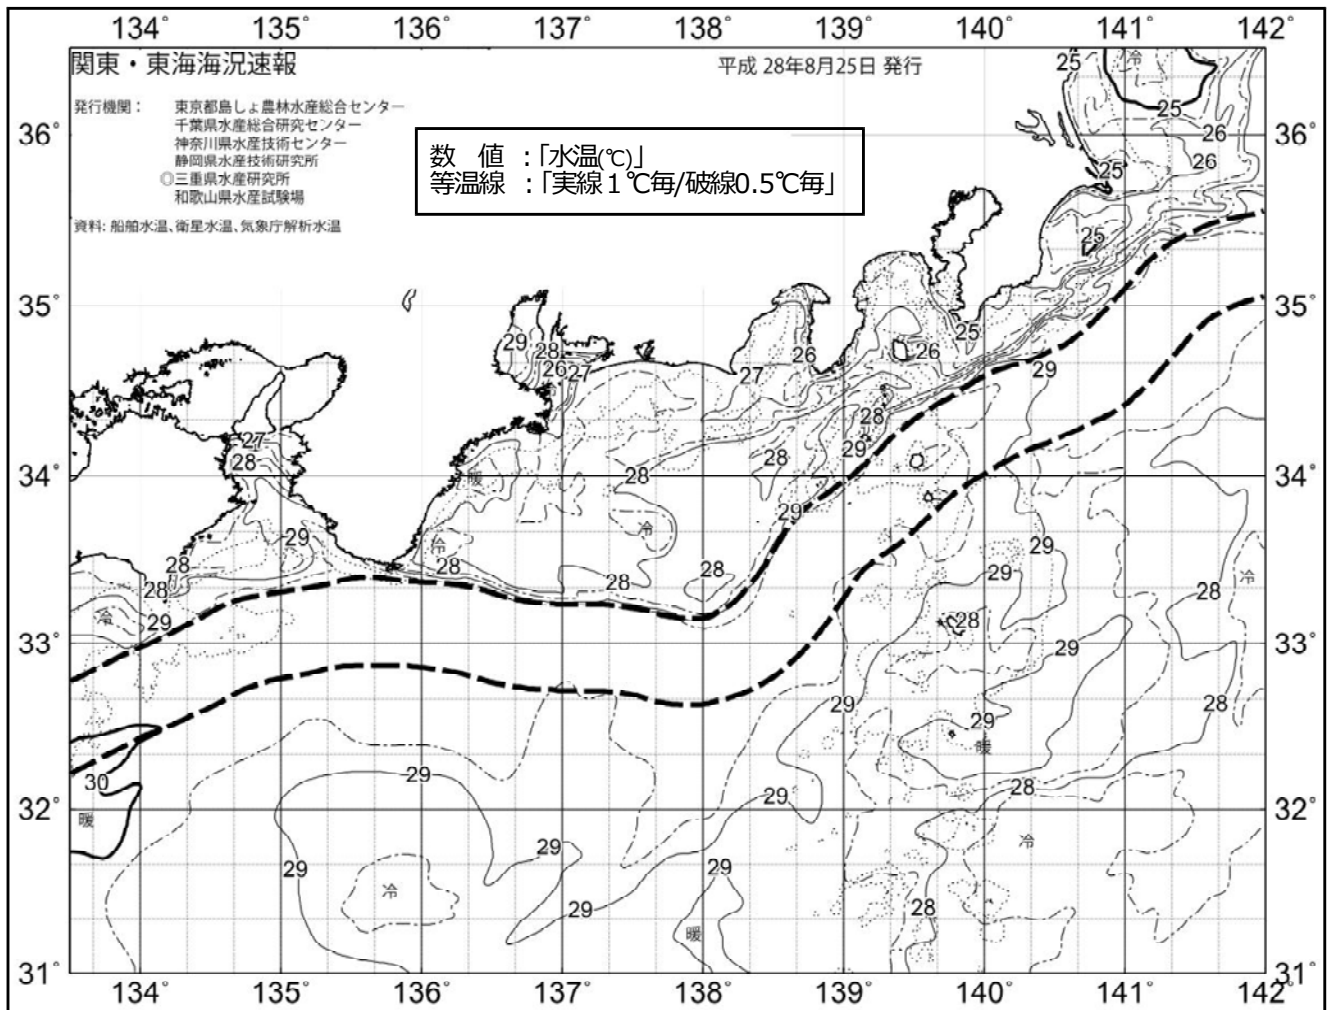 134° 135° 136° 137° 138° 139° 140° 141° 142°
関東・東海海況速報
平成 28年8月25日 発行
発行機関： 東京都島しょ農林水産総合センター
千葉県水産総合研究センター
神奈川県水産技術センター
静岡県水産技術研究所
◎三重県水産研究所
和歌山県水産試験場
資料: 船舶水温、衛星水温、気象庁解析水温
数 値 ：「水温(℃)」
等温線 ：「実線１℃毎/破線0.5℃毎」
25 冷
25
36° 26 36°
26
25
25
35° 35°
29 28 26 26 25
26 27 27 29
28
27 29
28 28
34° 28 34°
暖
29 冷 29
29 冷
28 28 28 28 29 冷
28 28
冷 29 28
33° 29 33°
29 28
29
暖
30 29 29 28
32° 32°
暖 29 冷
29 29
冷 29 28
暖
31° 31°
134° 135° 136° 137° 138° 139° 140° 141° 142°